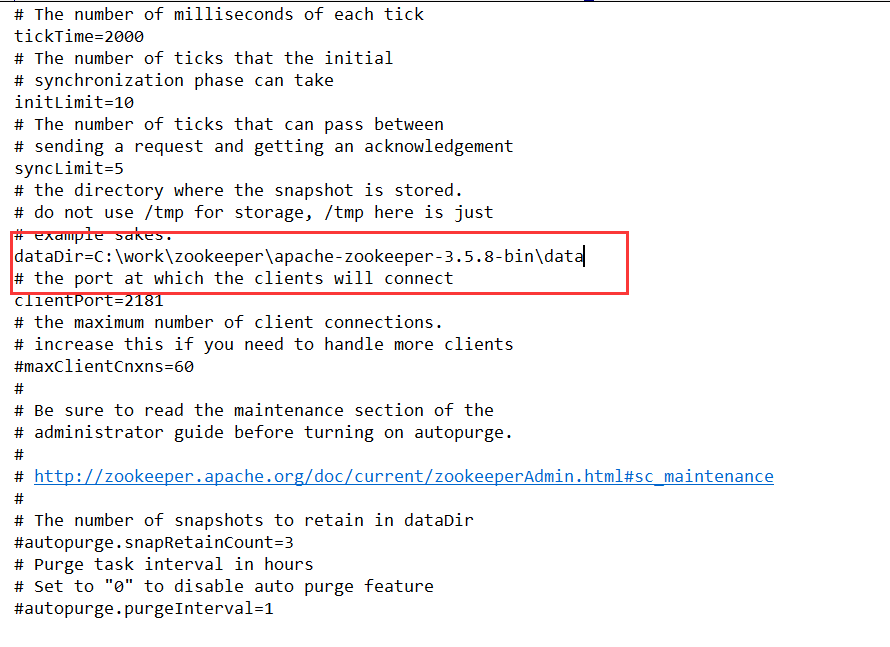 # The number of milliseconds of each tick
tickTime=2000
# The number of ticks that the initial
# synchronization phase can take
initLimit=10
# The number of ticks that can pass between
# sending a request and getting an acknowledgement
syncLimit=5
# the directory where the snapshot is stored.
# do not use /tmp for storage, /tmp here is just
# example sakes.
dataDir=C:\work\zookeeper\apache-zookeeper-3.5.8-bin\data
# the port at which the clients will connect
clientPort=2181
# the maximum number of client connections.
# increase this if you need to handle more clients
#maxClientCnxns=60
#
# Be sure to read the maintenance section of the
# administrator guide before turning on autopurge.
#
# http://zookeeper.apache.org/doc/current/zookeeperAdmin.html#sc_maintenance
#
# The number of snapshots to retain in dataDir
#autopurge.snapRetainCount=3
# Purge task interval in hours
# Set to "0" to disable auto purge feature
#autopurge.purgeInterval=1